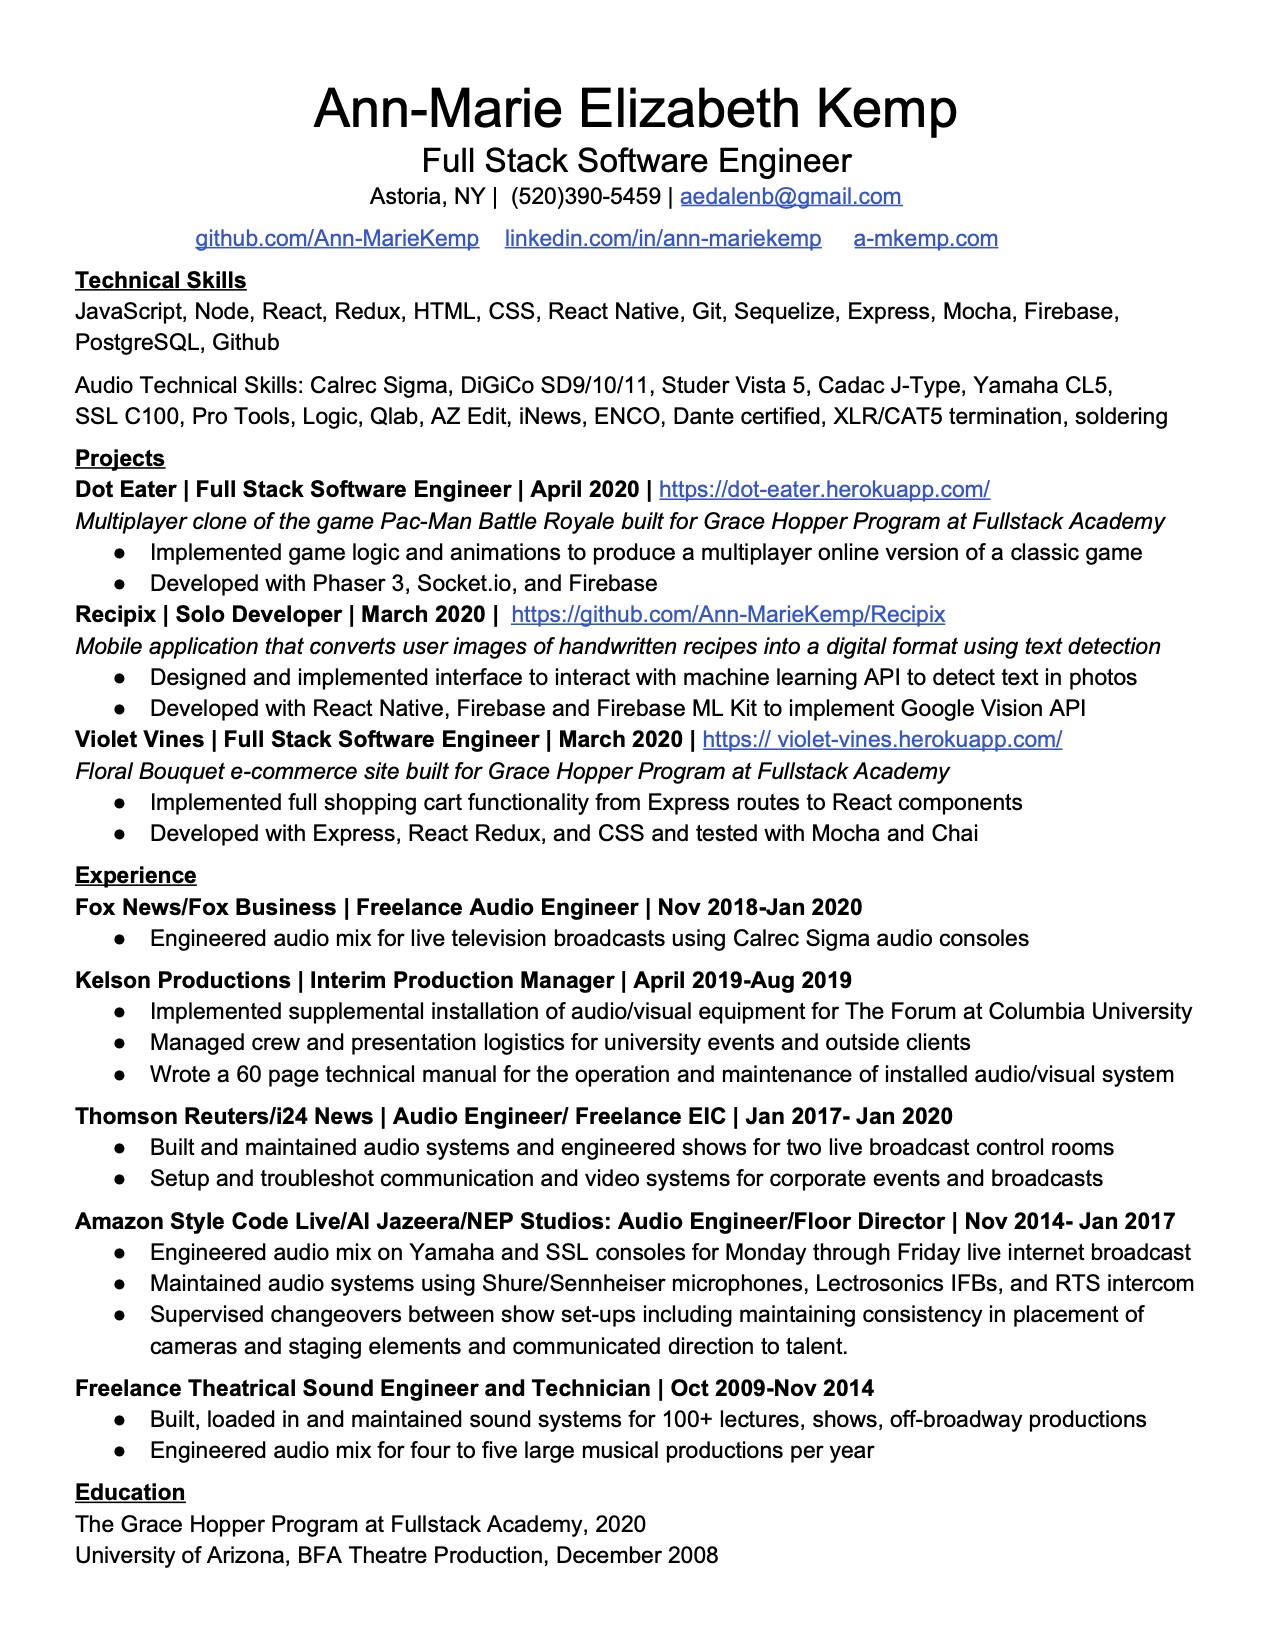 Ann-Marie Elizabeth Kemp
Full Stack Software Engineer
Astoria, NY | (520)390-5459 | aedalenb@gmail.com
github.com/Ann-MarieKemp linkedin.com/in/ann-mariekemp a-mkemp.com
Technical Skills
JavaScript, Node, React, Redux, HTML, CSS, React Native, Git, Sequelize, Express, Mocha, Firebase,
PostgreSQL, Github
Audio Technical Skills: Calrec Sigma, DiGiCo SD9/10/11, Studer Vista 5, Cadac J-Type, Yamaha CL5,
SSL C100, Pro Tools, Logic, Qlab, AZ Edit, iNews, ENCO, Dante certified, XLR/CAT5 termination, soldering
Projects
Dot Eater | Full Stack Software Engineer | April 2020 | https://dot-eater.herokuapp.com/
Multiplayer clone of the game Pac-Man Battle Royale built for Grace Hopper Program at Fullstack Academy
● Implemented game logic and animations to produce a multiplayer online version of a classic game
● Developed with Phaser 3, Socket.io, and Firebase
Recipix | Solo Developer | March 2020 | https://github.com/Ann-MarieKemp/Recipix
Mobile application that converts user images of handwritten recipes into a digital format using text detection
● Designed and implemented interface to interact with machine learning API to detect text in photos
● Developed with React Native, Firebase and Firebase ML Kit to implement Google Vision API
Violet Vines | Full Stack Software Engineer | March 2020 | https:// violet-vines.herokuapp.com/
Floral Bouquet e-commerce site built for Grace Hopper Program at Fullstack Academy
● Implemented full shopping cart functionality from Express routes to React components
● Developed with Express, React Redux, and CSS and tested with Mocha and Chai
Experience
Fox News/Fox Business | Freelance Audio Engineer | Nov 2018-Jan 2020
● Engineered audio mix for live television broadcasts using Calrec Sigma audio consoles
Kelson Productions | Interim Production Manager | April 2019-Aug 2019
● Implemented supplemental installation of audio/visual equipment for The Forum at Columbia University
● Managed crew and presentation logistics for university events and outside clients
● Wrote a 60 page technical manual for the operation and maintenance of installed audio/visual system
Thomson Reuters/i24 News | Audio Engineer/ Freelance EIC | Jan 2017- Jan 2020
● Built and maintained audio systems and engineered shows for two live broadcast control rooms
● Setup and troubleshot communication and video systems for corporate events and broadcasts
Amazon Style Code Live/Al Jazeera/NEP Studios: Audio Engineer/Floor Director | Nov 2014- Jan 2017
● Engineered audio mix on Yamaha and SSL consoles for Monday through Friday live internet broadcast
● Maintained audio systems using Shure/Sennheiser microphones, Lectrosonics IFBs, and RTS intercom
● Supervised changeovers between show set-ups including maintaining consistency in placement of
cameras and staging elements and communicated direction to talent.
Freelance Theatrical Sound Engineer and Technician | Oct 2009-Nov 2014
● Built, loaded in and maintained sound systems for 100+ lectures, shows, off-broadway productions
● Engineered audio mix for four to five large musical productions per year
Education
The Grace Hopper Program at Fullstack Academy, 2020
University of Arizona, BFA Theatre Production, December 2008